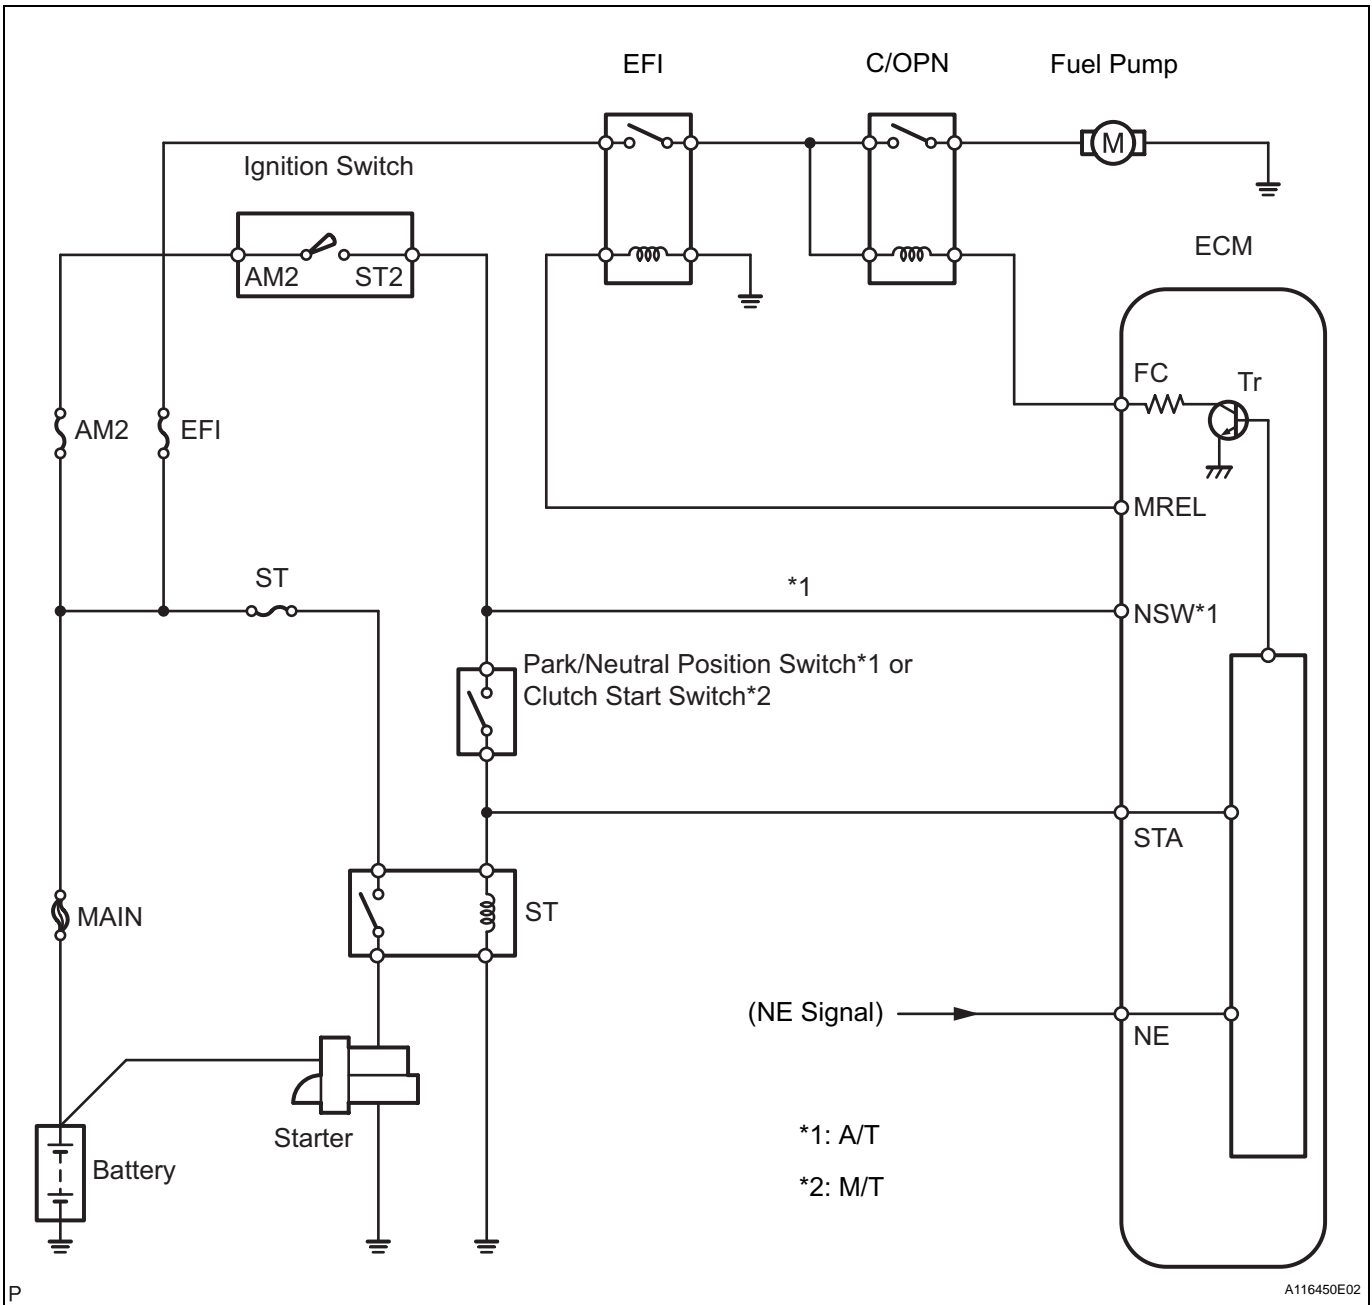 EFI
C/OPN
Fuel Pump
M
Ignition Switch
AM2
ST2
ECM
FC
Tr
AM2
EFI
MREL
ST
*1
NSW*1
Park/Neutral Position Switch*1 or
Clutch Start Switch*2
STA
MAIN
ST
(NE Signal)
NE
Starter
*1: A/T
Battery
*2: M/T
P
A116450E02